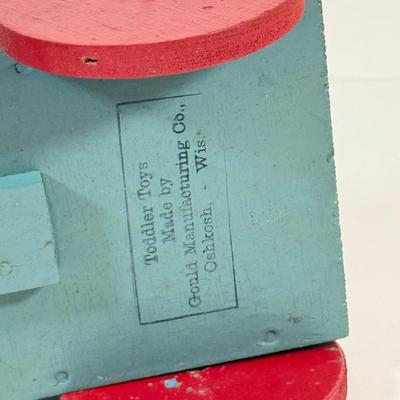 Toddler Toys
Made by
Gould Manufacturing Co.,
Oshkosh, - Wis.